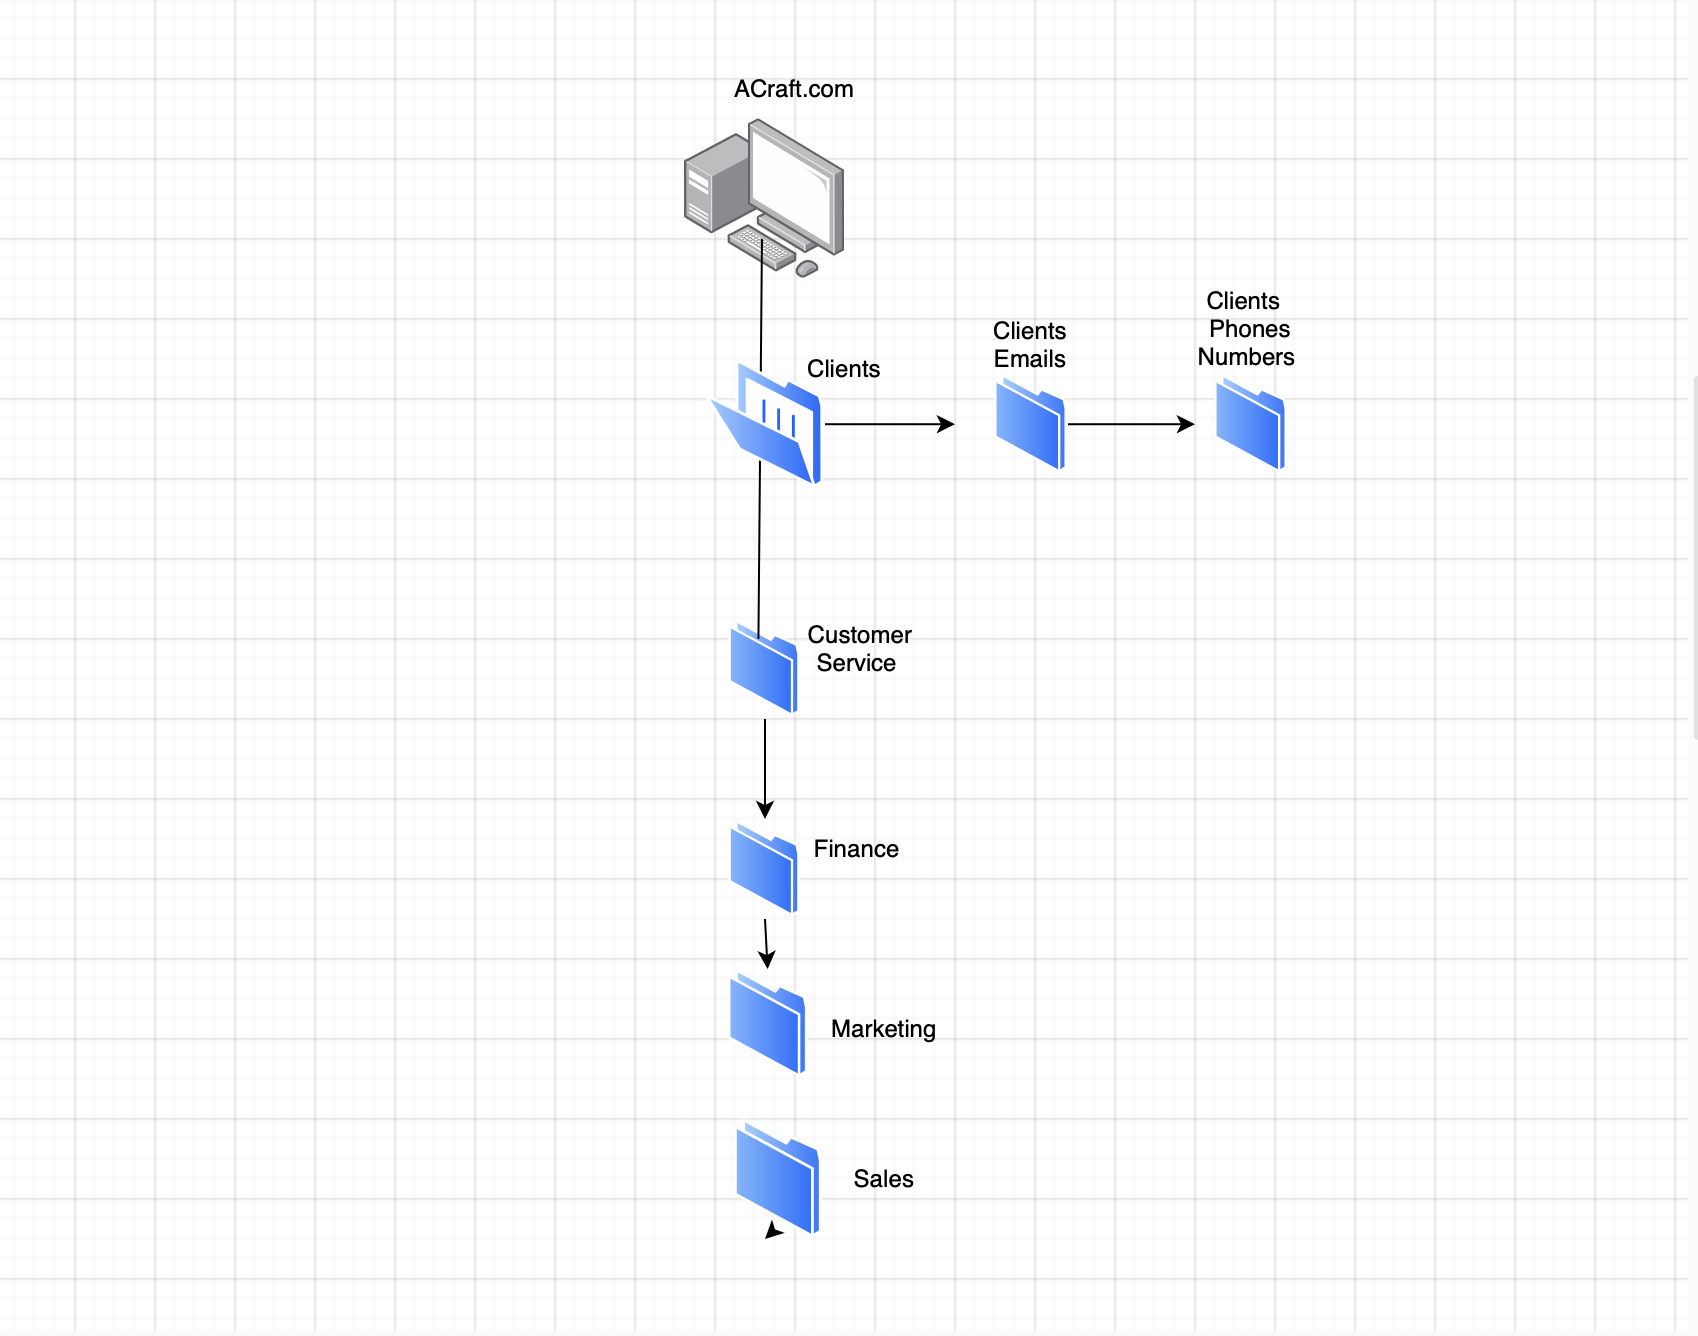 ACraft.com
Clients
Clients
Emails
Clients
Phones
Numbers
Customer
Service
Finance
Marketing
Sales